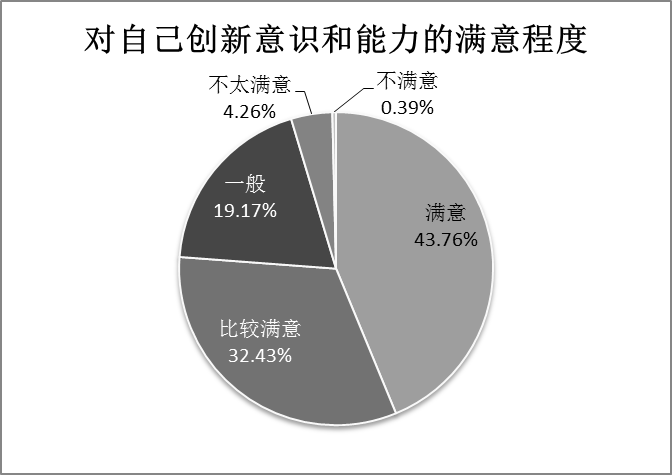 对自己创新意识和能力的满意程度
不太满意
4.26%
不满意
0.39%
一般
19.17%
满意
43.76%
比较满意
32.43%